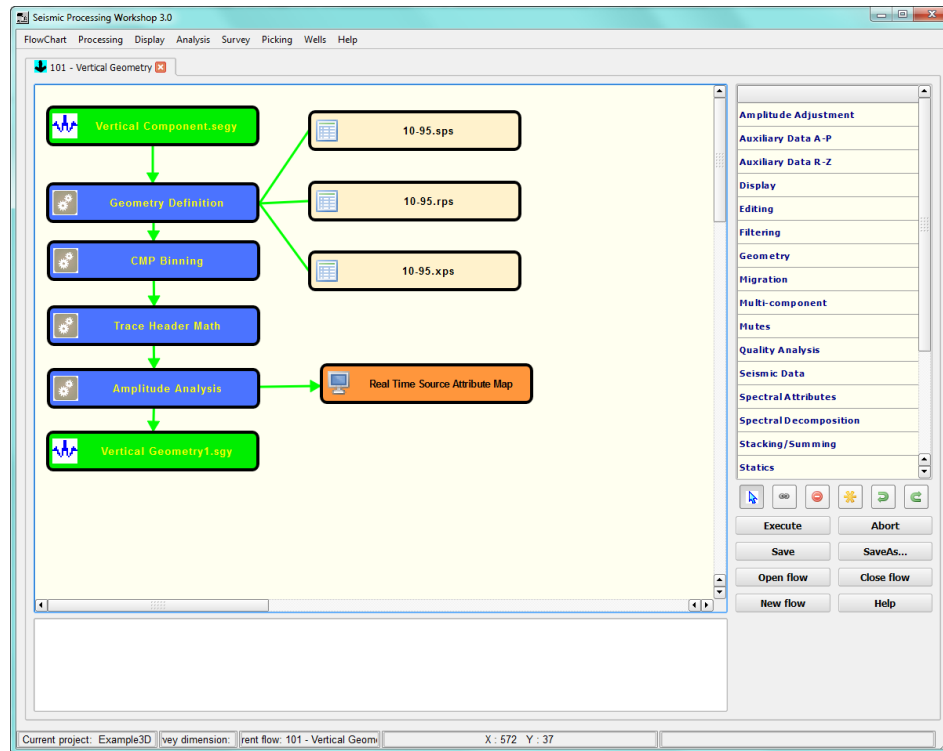 Seismic Processing Workshop 3.0
FlowChart Processing Display Analysis Survey Picking Wells Help
101 - Vertical Geometry
Vertical Component.segy
Geometry Definition
CMP Binning
Trace Header Math
Amplitude Analysis
Vertical Geometry1.sgy
10-95.sps
10-95.rps
10-95.xps
Real Time Source Attribute Map
Amplitude Adjustment
Auxiliary Data A-P
Auxiliary Data R-Z
Display
Editing
Filtering
Geometry
Migration
Multi-component
Mutes
Quality Analysis
Seismic Data
Spectral Attributes
Spectral Decomposition
Stacking/Summing
Statics
Execute Abort
Save SaveAs...
Open flow Close flow
New flow Help
Current project: Example3D vey dimension: rent flow: 101 - Vertical Geom X : 572 Y : 37